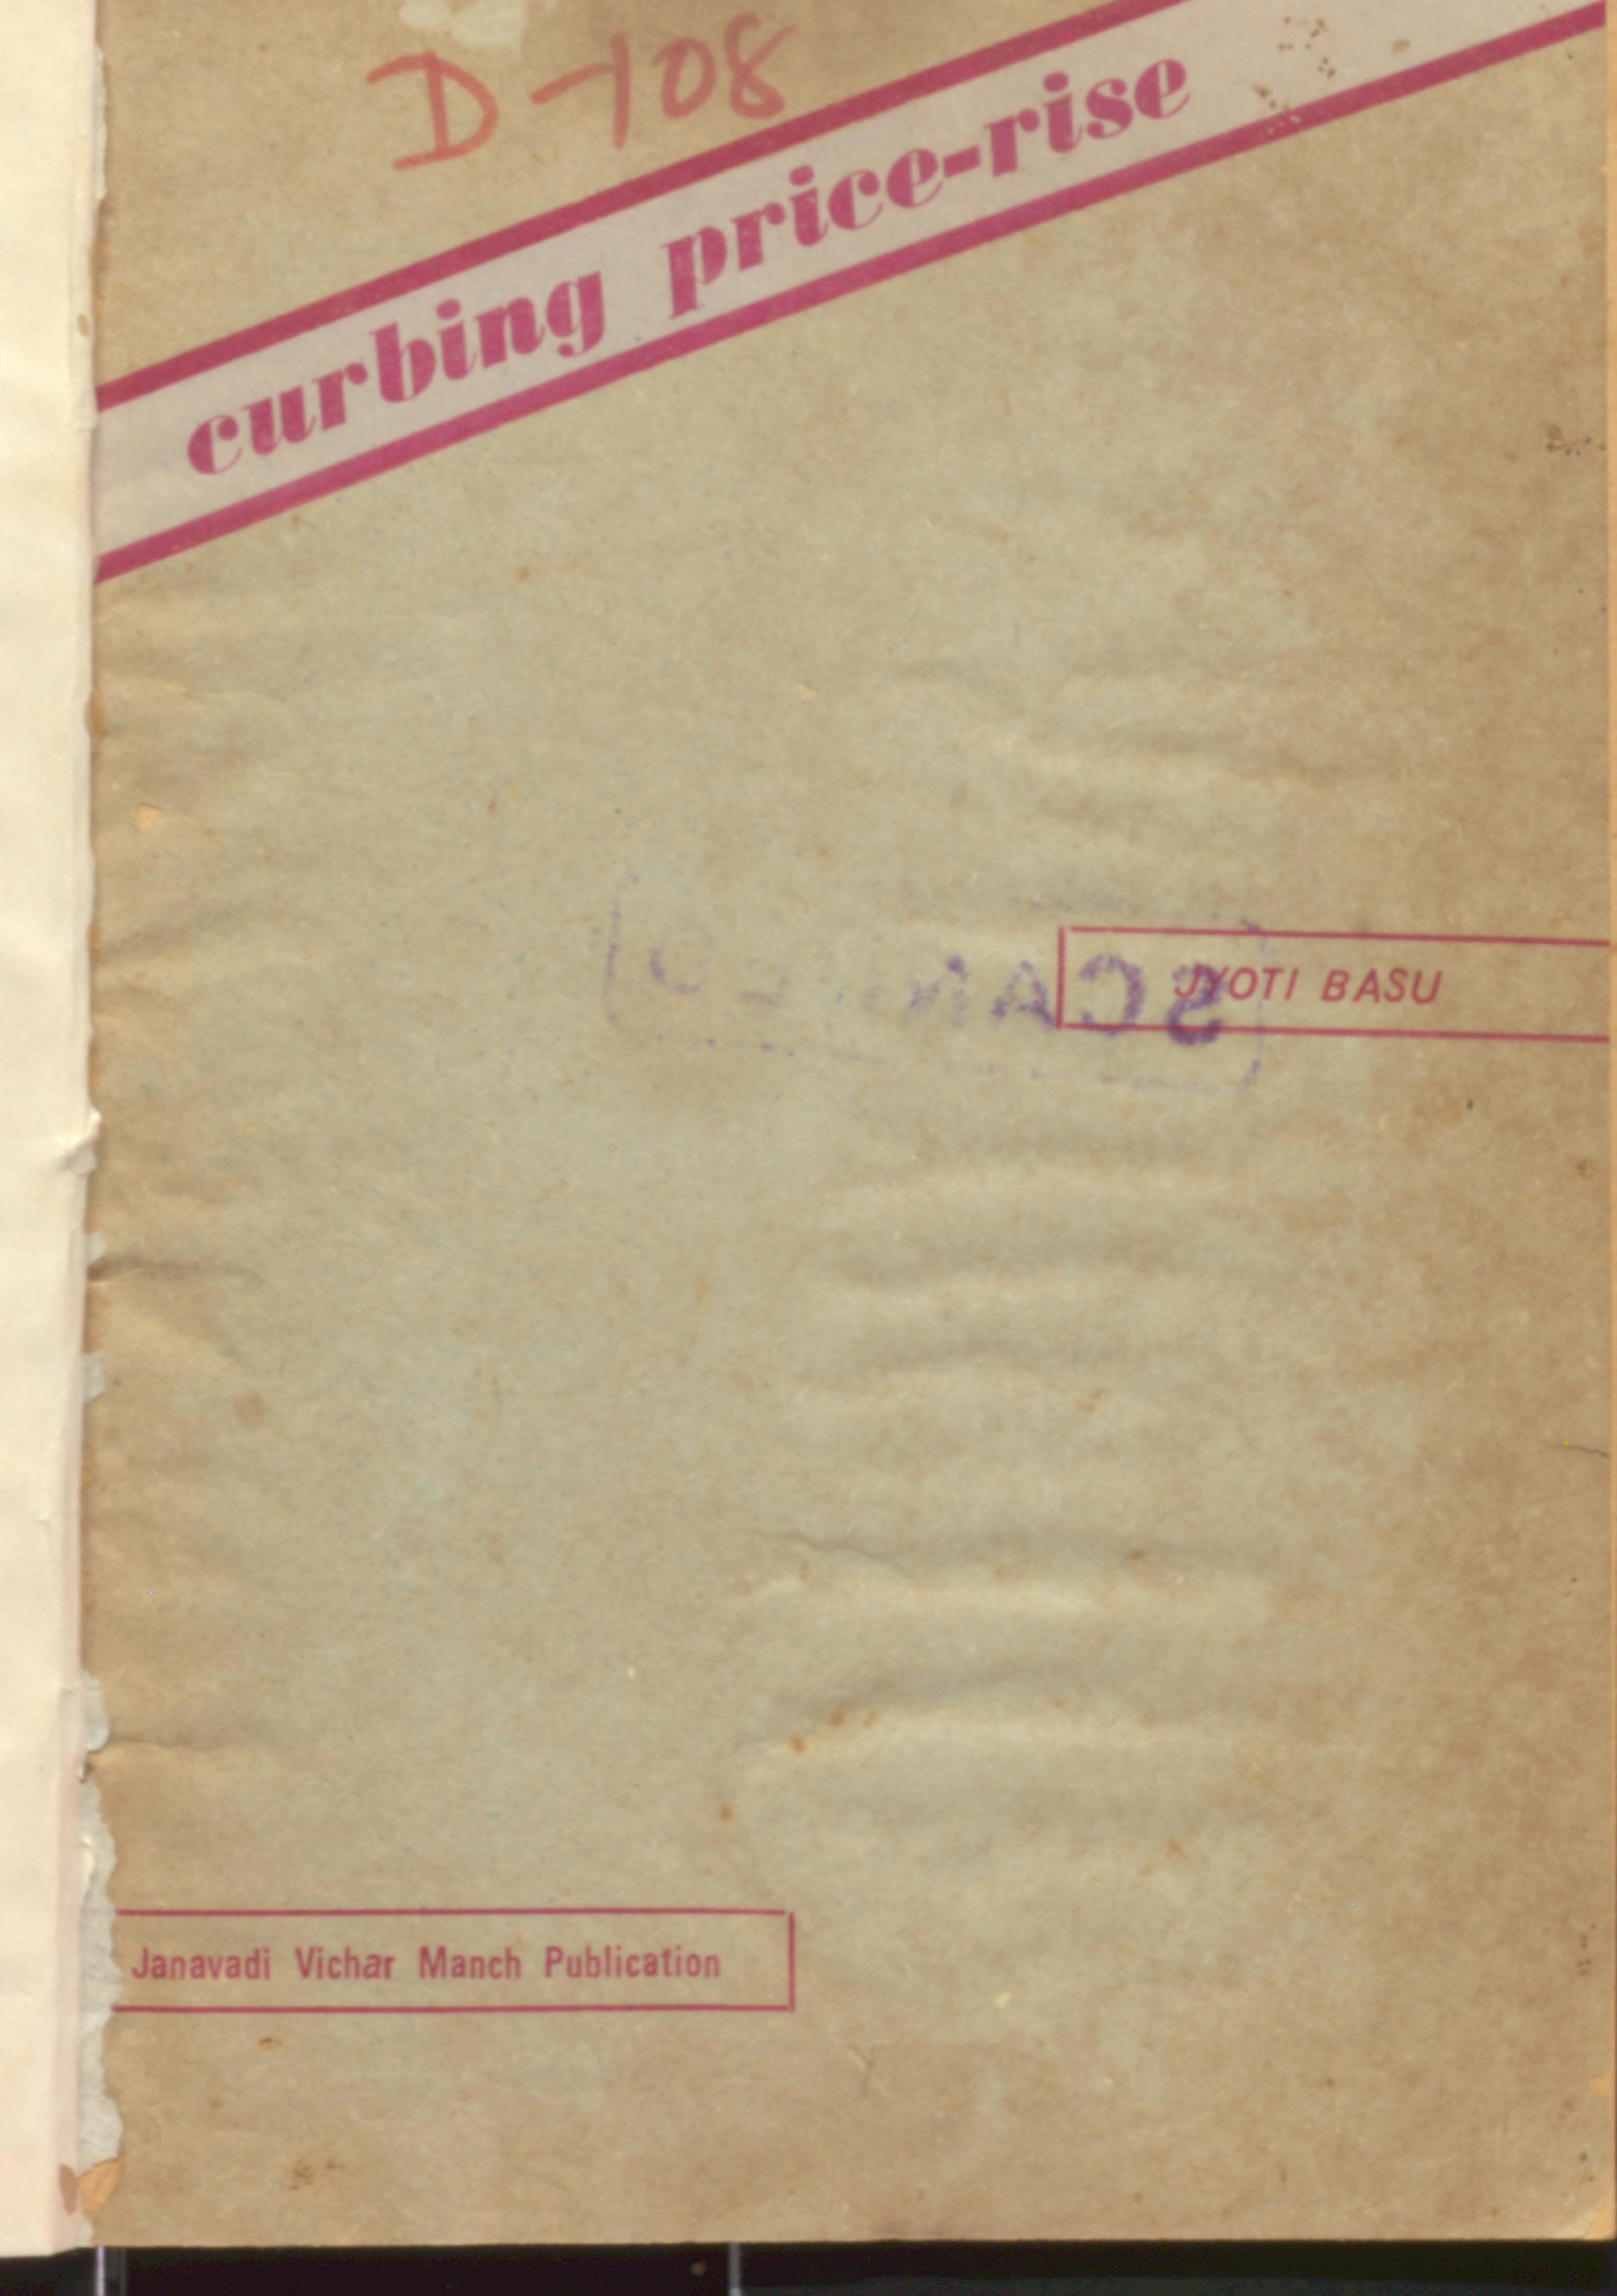 D-108
curbing price-rise
SCANNED
JYOTI BASU
Janavadi Vichar Manch Publication